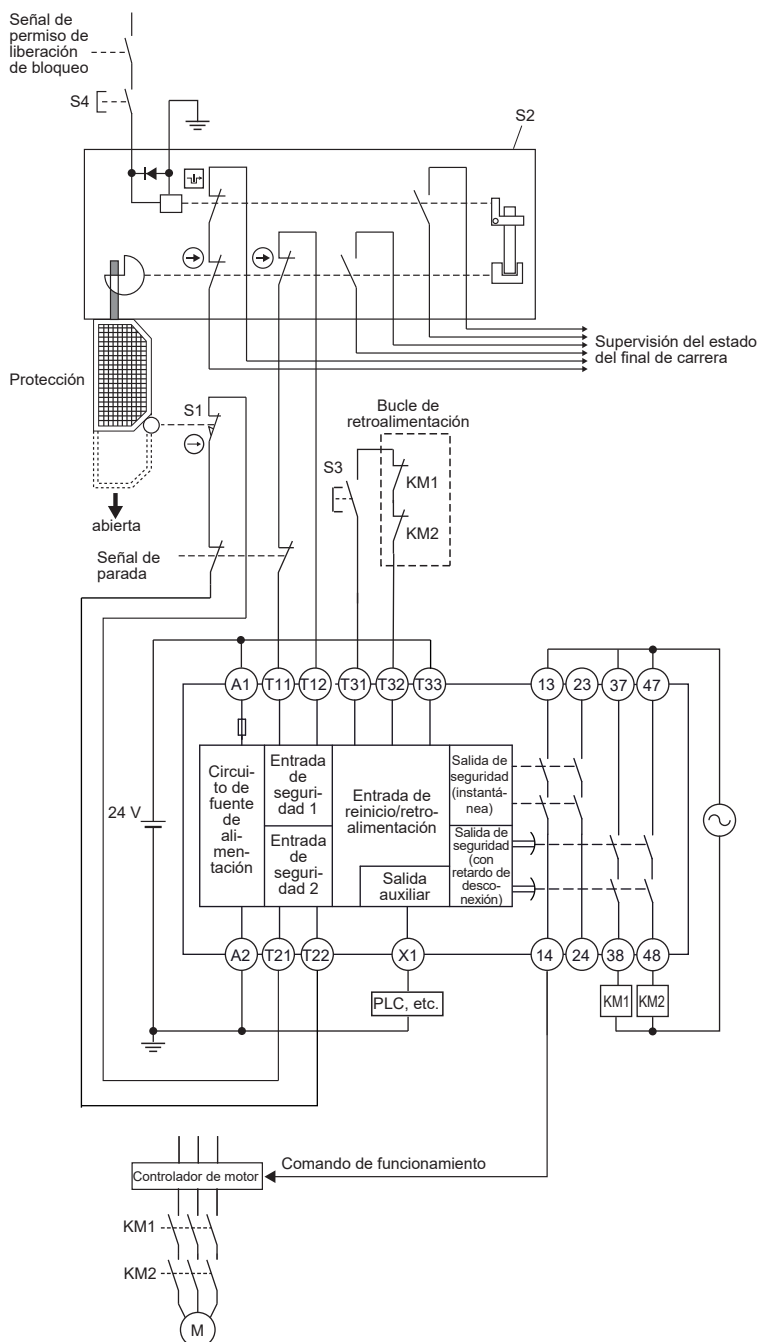 Señal de
permiso de
liberación
de bloqueo
S4
S2
Supervisión del estado
del final de carrera
Protección
S1
abierta
Bucle de
retroalimentación
S3
KM1
KM2
Señal de
parada
A1
T11
T12
T31
T32
T33
13
23
37
47
24 V
Circui-
to de
fuente
de
ali-
men-
tación
Entrada
de
seguri-
dad 1
Entrada
de
seguri-
dad 2
Entrada de
reinicio/retro-
alimentación
Salida
auxiliar
Salida de
seguridad
(instantá-
nea)
Salida de
seguridad
(con
retardo de
desco-
nexión)
A2
T21
T22
X1
14
24
38
48
PLC, etc.
KM1
KM2
Comando de funcionamiento
Controlador de motor
KM1
KM2
M